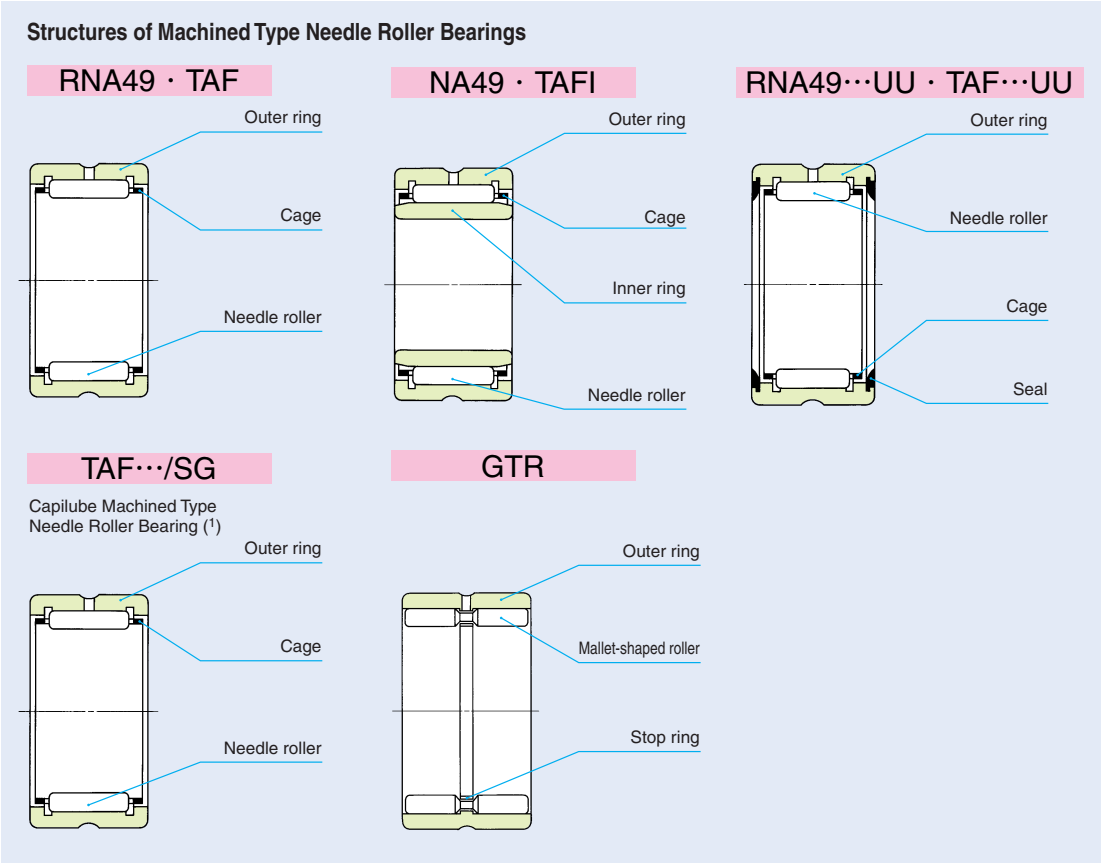 Structures of Machined Type Needle Roller Bearings
RNA49・TAF
Outer ring
Cage
Needle roller
NA49・TAFI
Outer ring
Cage
Inner ring
Needle roller
RNA49…UU・TAF…UU
Outer ring
Needle roller
Cage
Seal
TAF…/SG
Capilube Machined Type
Needle Roller Bearing (¹)
Outer ring
Cage
Needle roller
GTR
Outer ring
Mallet-shaped roller
Stop ring